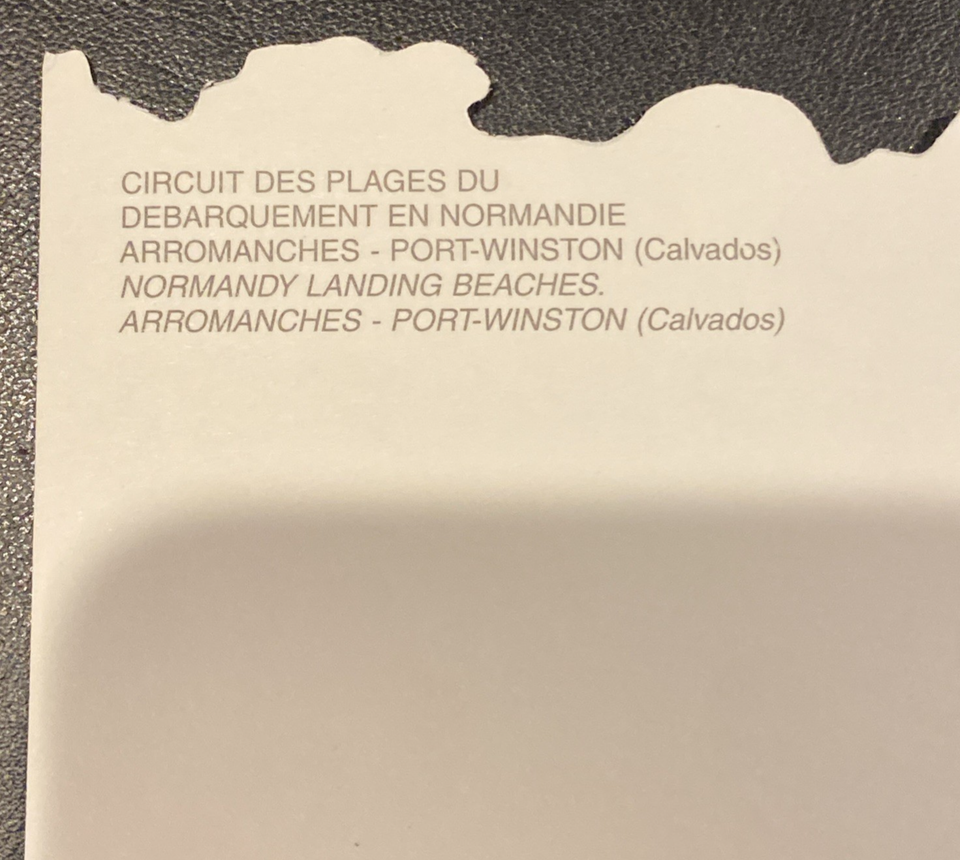 CIRCUIT DES PLAGES DU
DEBARQUEMENT EN NORMANDIE
ARROMANCHES - PORT-WINSTON (Calvados)
NORMANDY LANDING BEACHES.
ARROMANCHES - PORT-WINSTON (Calvados)